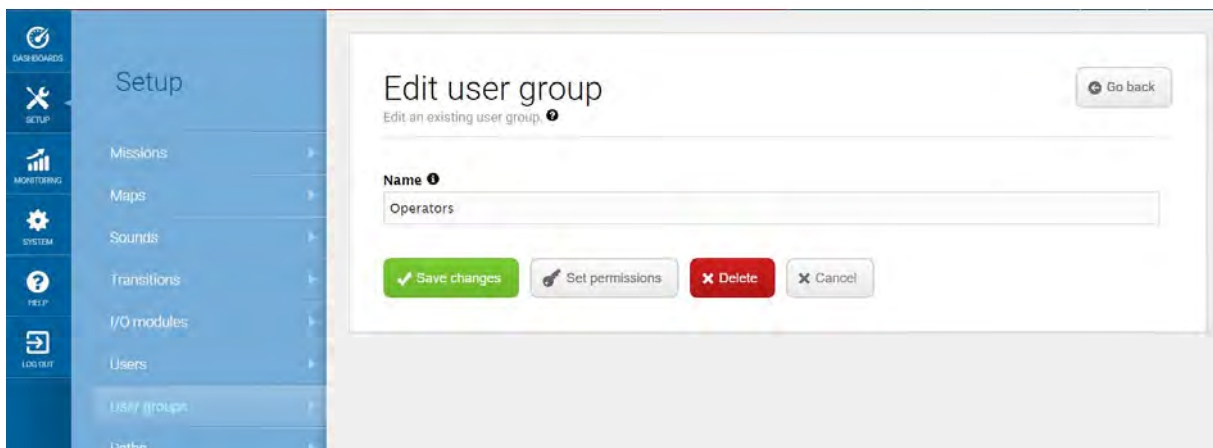 DASHBOARDS
SETUP
MONITORING
SYSTEM
HELP
LOG OUT
Setup
Missions
Maps
Sounds
Transitions
I/O modules
Users
User groups
Paths
Edit user group
Edit an existing user group.
Go back
Name
Operators
Save changes
Set permissions
Delete
Cancel